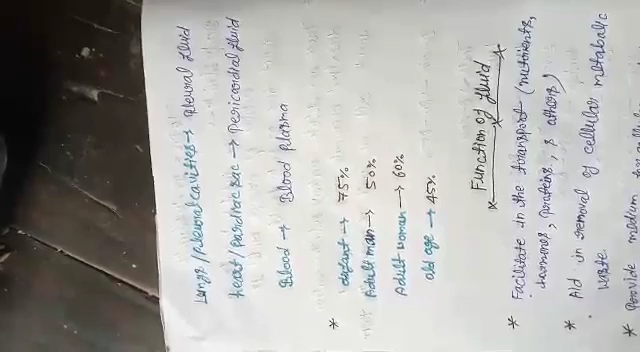 Lungs/pleural cavities → pleural fluid
heart/pardiac sac → Pericardial fluid
Blood → Blood plasma
* infant → 75%
Adult man → 50%
Adult woman → 60%
old age → 45%
Function of fluid
* Facilitate in the transport (nutrients,
hormones, proteins, & others)
* Aid in removal of cellular metabolic
waste.
* Provide medium